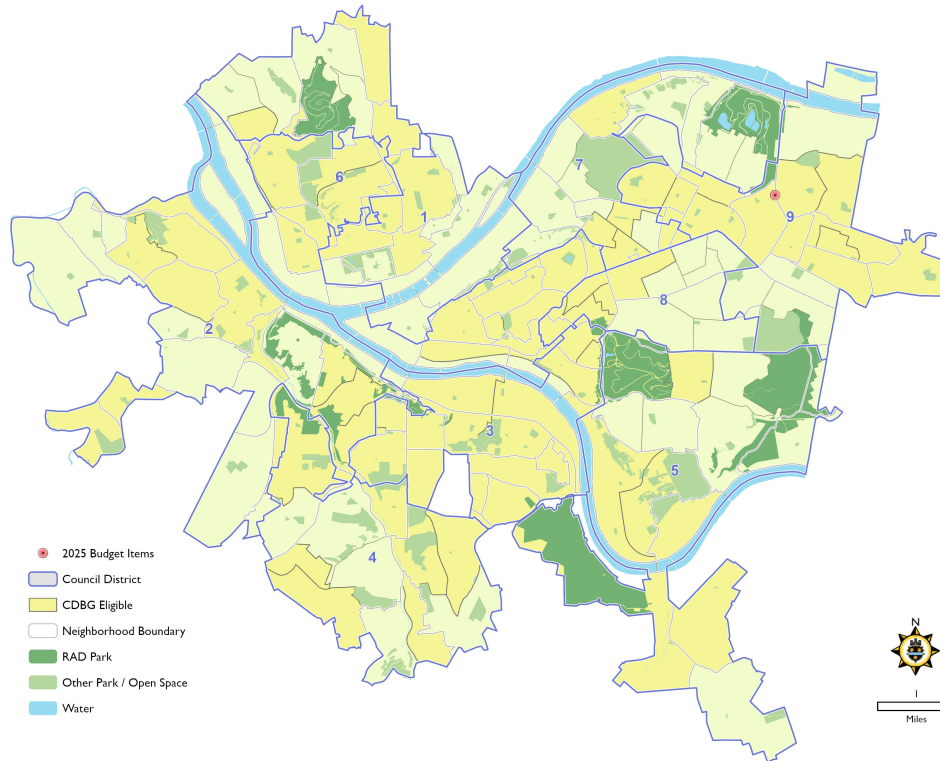 6
1
7
9
8
2
3
5
4
2025 Budget Items
Council District
CDBG Eligible
Neighborhood Boundary
RAD Park
Other Park / Open Space
Water
N
1
Miles